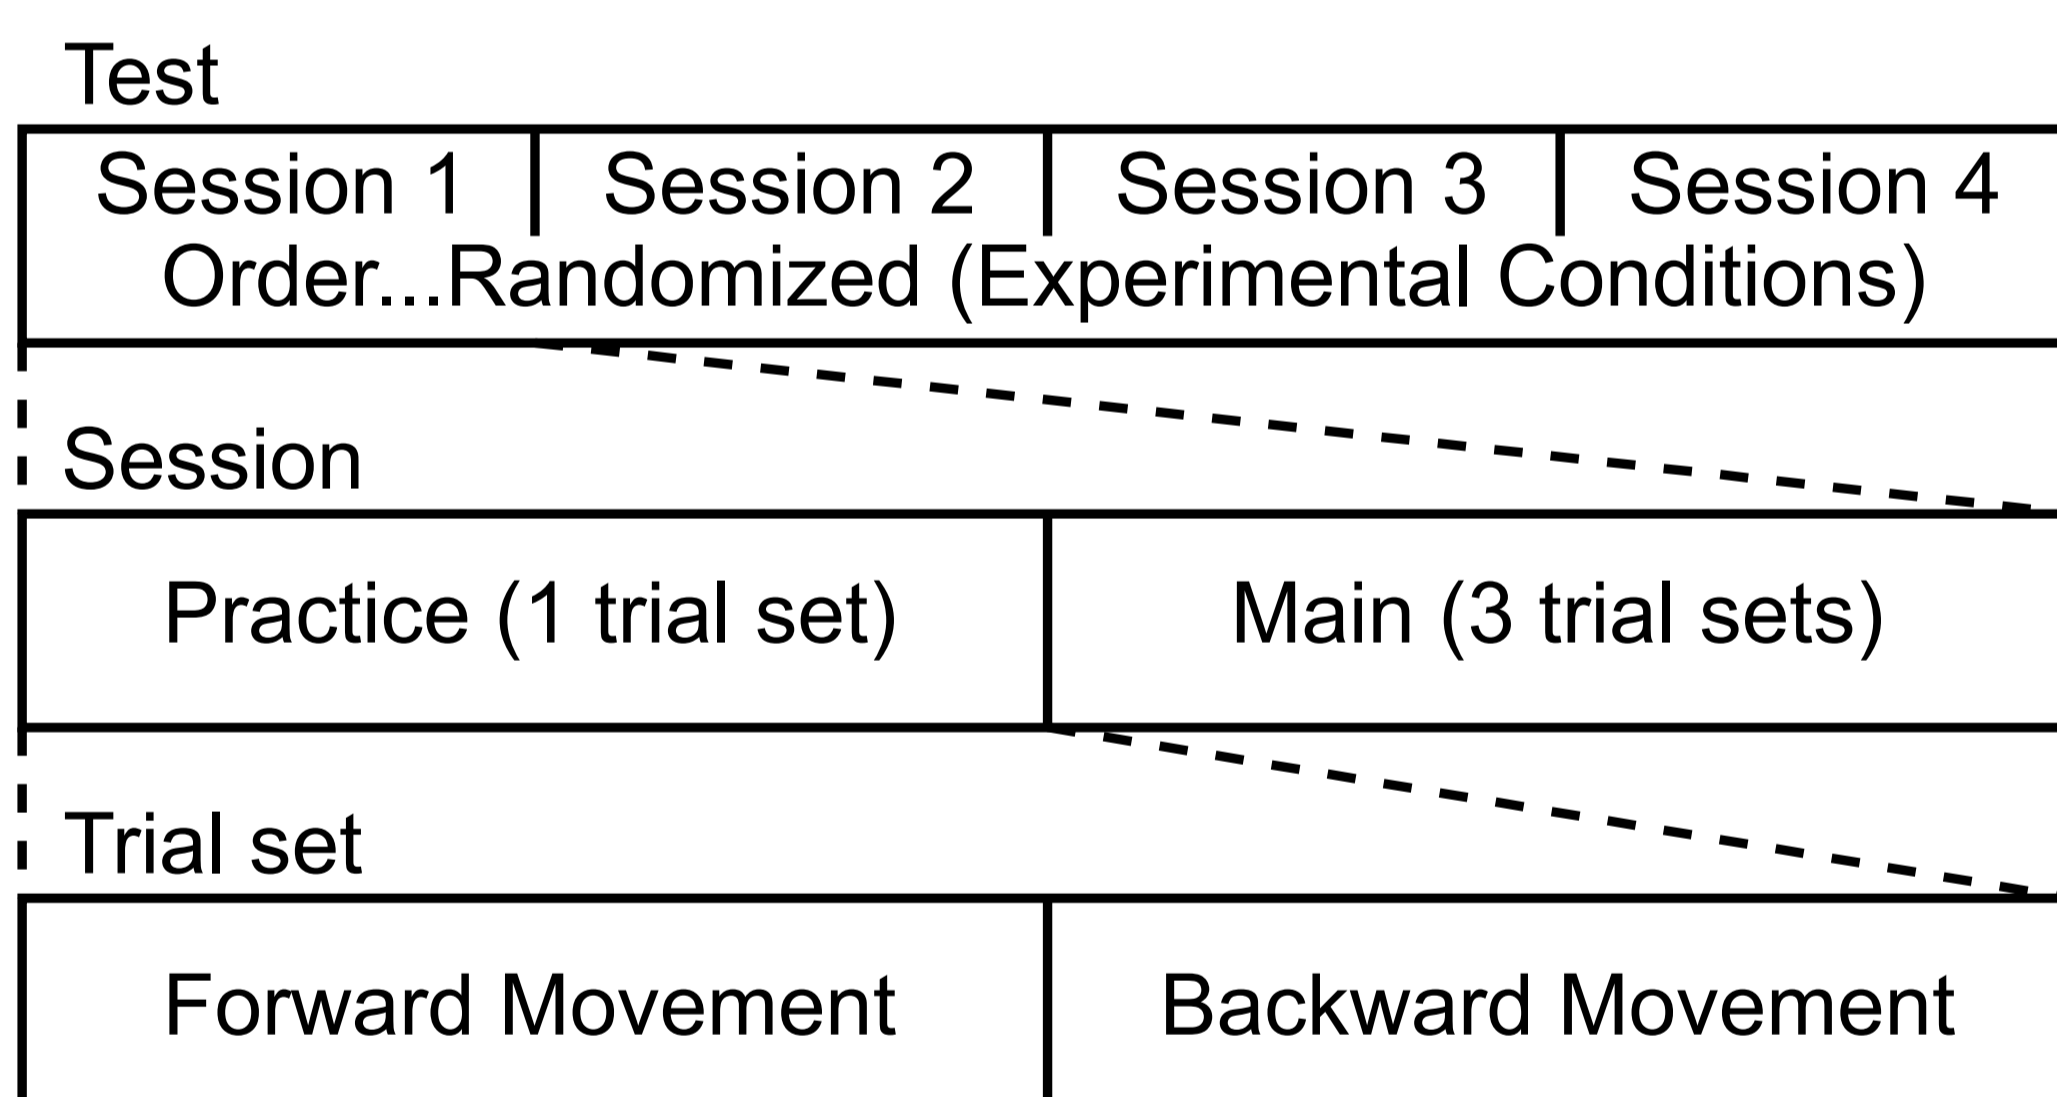 Test
Session 1 Session 2 Session 3 Session 4
Order...Randomized (Experimental Conditions)
Session
Practice (1 trial set) Main (3 trial sets)
Trial set
Forward Movement Backward Movement